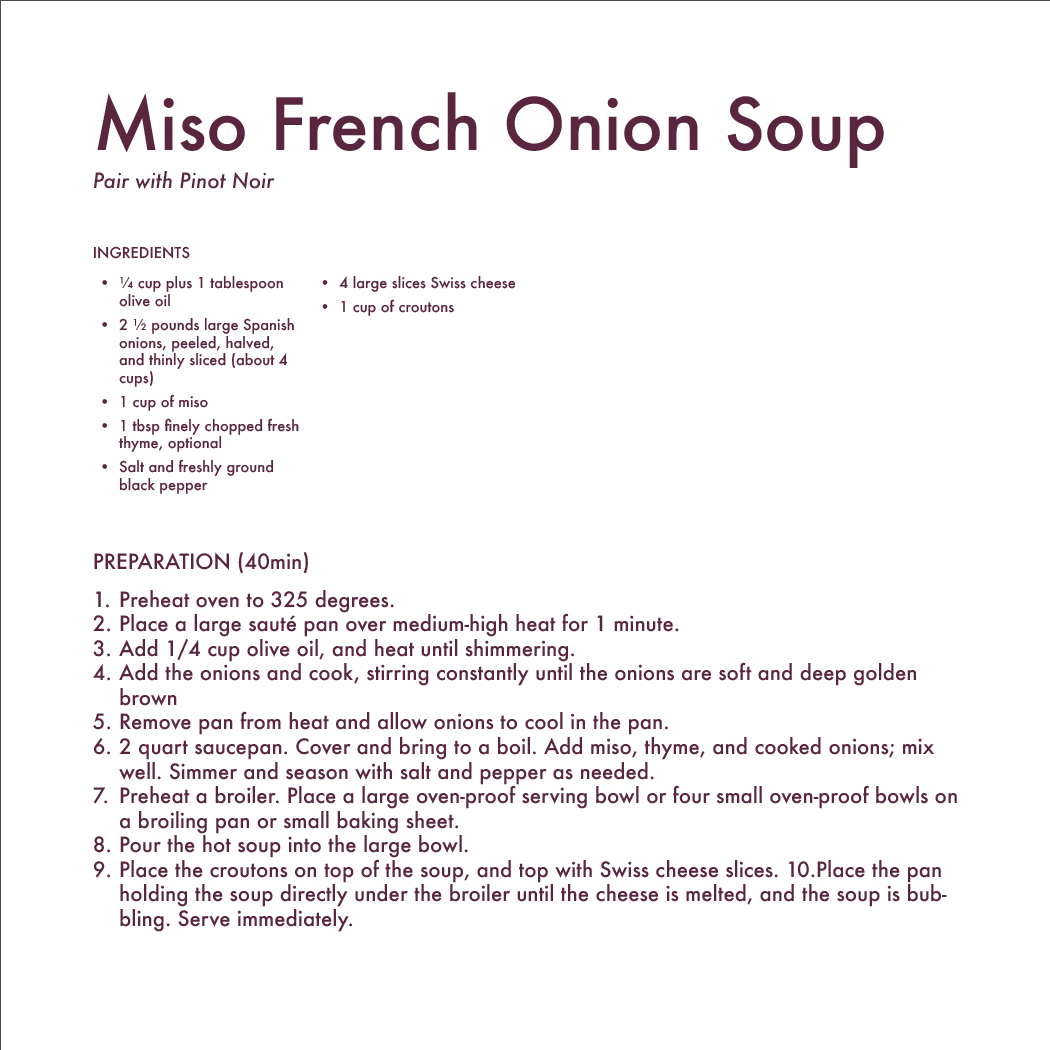 Miso French Onion Soup
Pair with Pinot Noir
INGREDIENTS
• ¼ cup plus 1 tablespoon
olive oil
• 2 ½ pounds large Spanish
onions, peeled, halved,
and thinly sliced (about 4
cups)
• 1 cup of miso
• 1 tbsp finely chopped fresh
thyme, optional
• Salt and freshly ground
black pepper
• 4 large slices Swiss cheese
• 1 cup of croutons
PREPARATION (40min)
1. Preheat oven to 325 degrees.
2. Place a large sauté pan over medium-high heat for 1 minute.
3. Add 1/4 cup olive oil, and heat until shimmering.
4. Add the onions and cook, stirring constantly until the onions are soft and deep golden
brown
5. Remove pan from heat and allow onions to cool in the pan.
6. 2 quart saucepan. Cover and bring to a boil. Add miso, thyme, and cooked onions; mix
well. Simmer and season with salt and pepper as needed.
7. Preheat a broiler. Place a large oven-proof serving bowl or four small oven-proof bowls on
a broiling pan or small baking sheet.
8. Pour the hot soup into the large bowl.
9. Place the croutons on top of the soup, and top with Swiss cheese slices. 10.Place the pan
holding the soup directly under the broiler until the cheese is melted, and the soup is bub-
bling. Serve immediately.